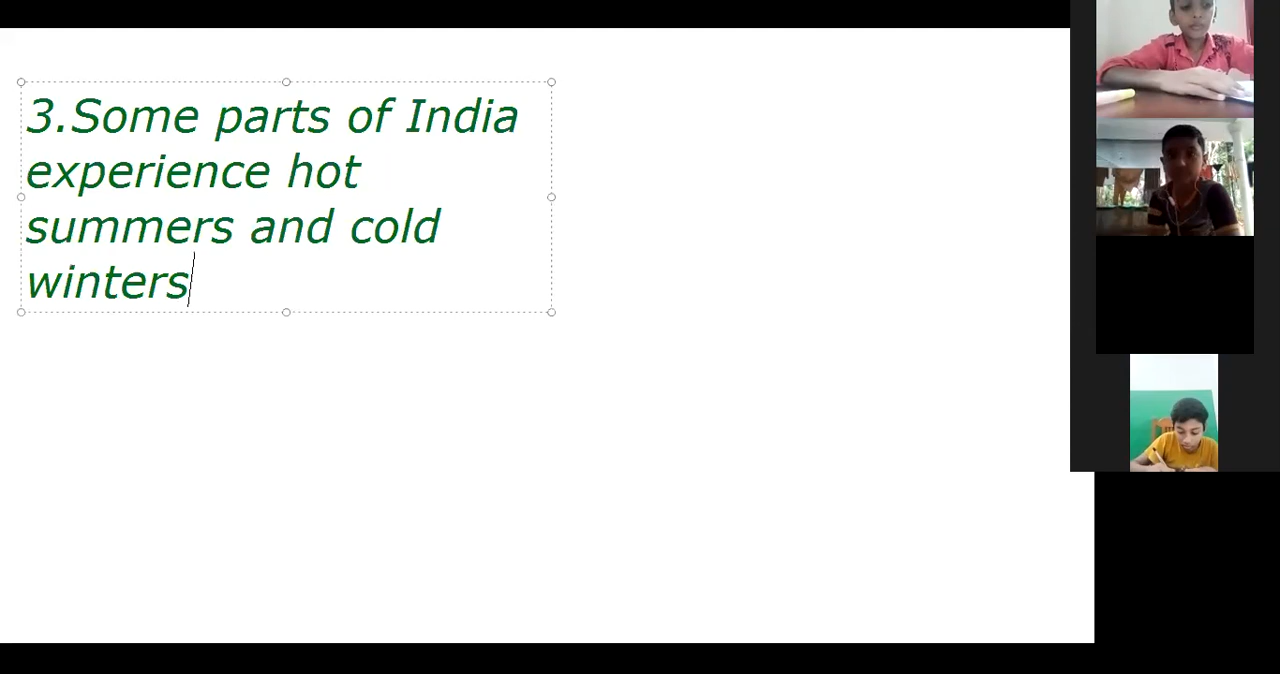 3.Some parts of India
experience hot
summers and cold
winters